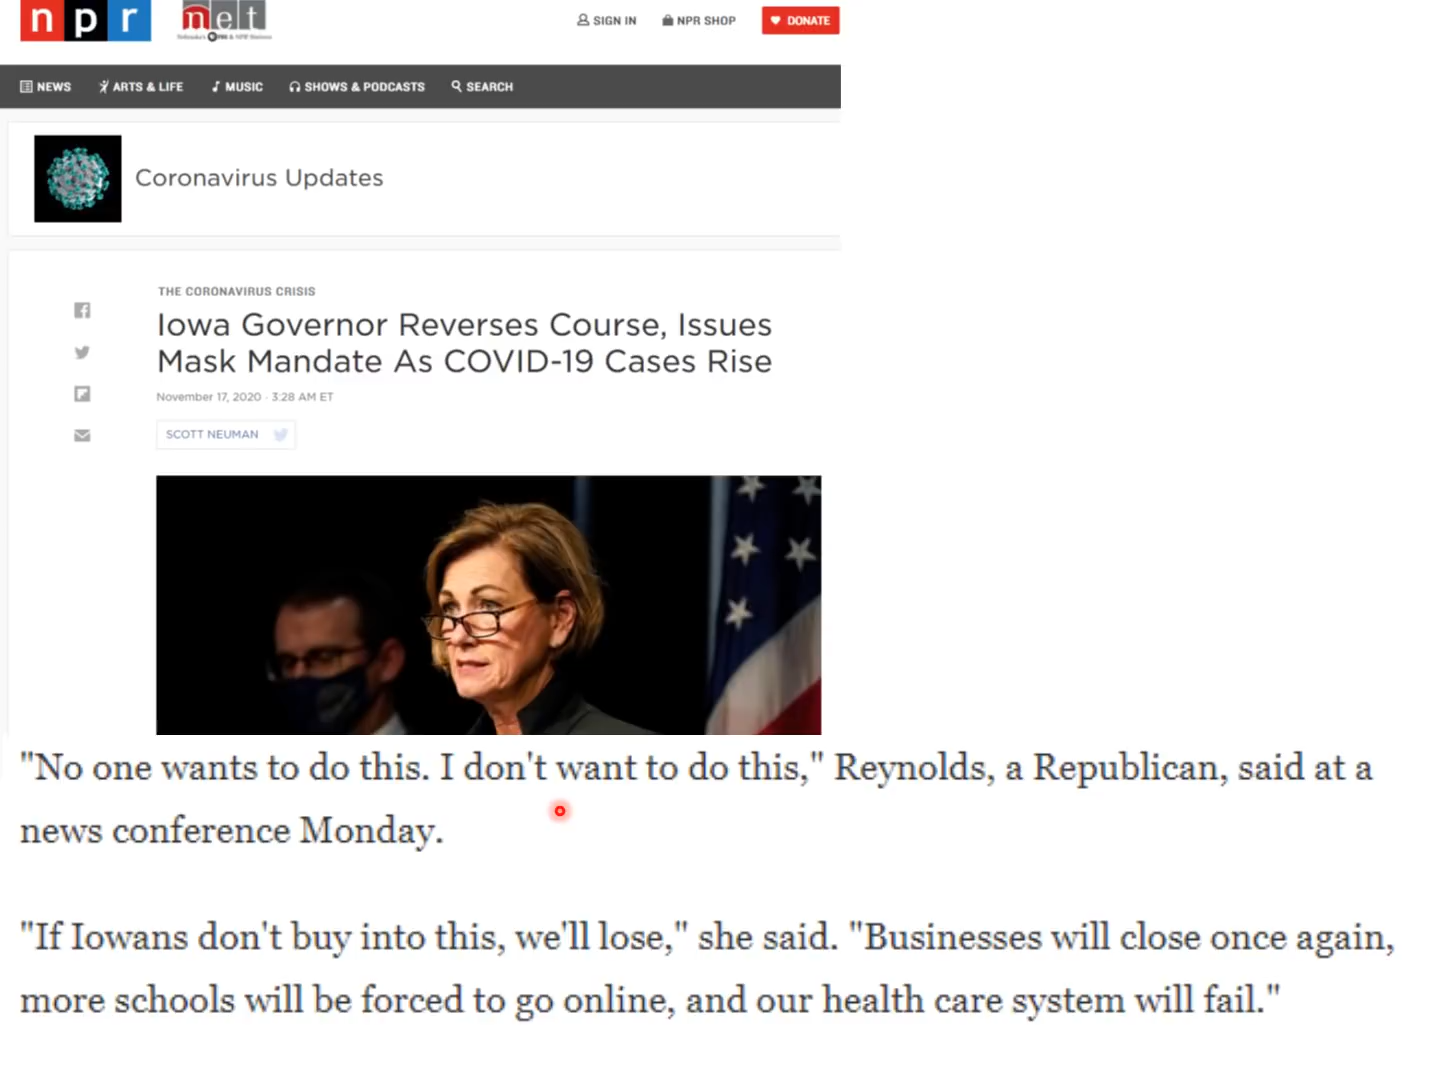 npr
net
SIGN IN
NPR SHOP
DONATE
NEWS
ARTS & LIFE
MUSIC
SHOWS & PODCASTS
SEARCH
Coronavirus Updates
THE CORONAVIRUS CRISIS
Iowa Governor Reverses Course, Issues
Mask Mandate As COVID-19 Cases Rise
November 17, 2020 · 3:28 AM ET
SCOTT NEUMAN
"No one wants to do this. I don't want to do this," Reynolds, a Republican, said at a
news conference Monday.
"If Iowans don't buy into this, we'll lose," she said. "Businesses will close once again,
more schools will be forced to go online, and our health care system will fail."